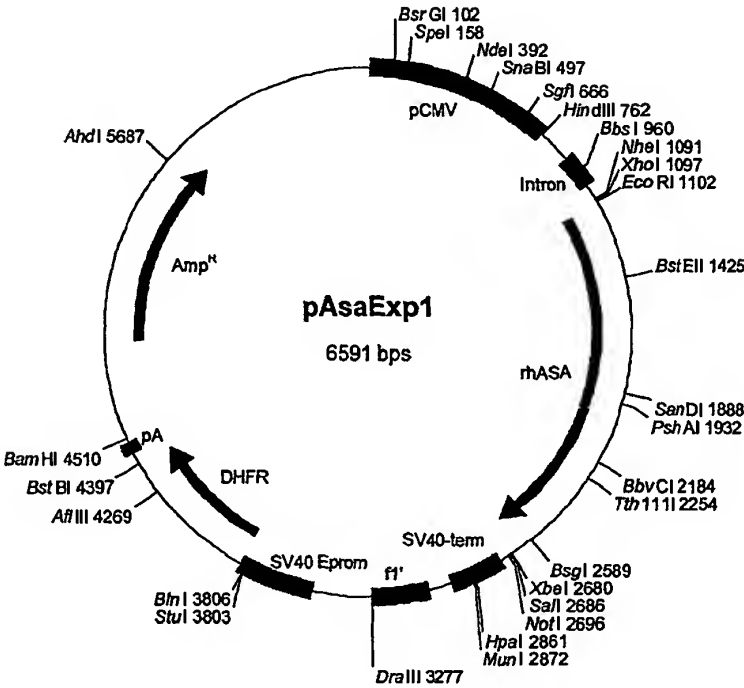 BsrGI 102
SpeI 158
NdeI 392
SnaBI 497
SgfI 666
HindIII 762
BbsI 960
NheI 1091
XhoI 1097
EcoRI 1102
pCMV
Intron
AhdI 5687
Amp^R
BstEII 1425
pAsaExp1
6591 bps
rhASA
SanDI 1888
PshAI 1932
pA
BamHI 4510
BstBI 4397
AflIII 4269
DHFR
BbvCI 2184
Tth111I 2254
SV40-term
SV40 Eprom
f1'
BsgI 2589
XbaI 2680
SalI 2686
NotI 2696
BlnI 3806
StuI 3803
HpaI 2861
MunI 2872
DraIII 3277